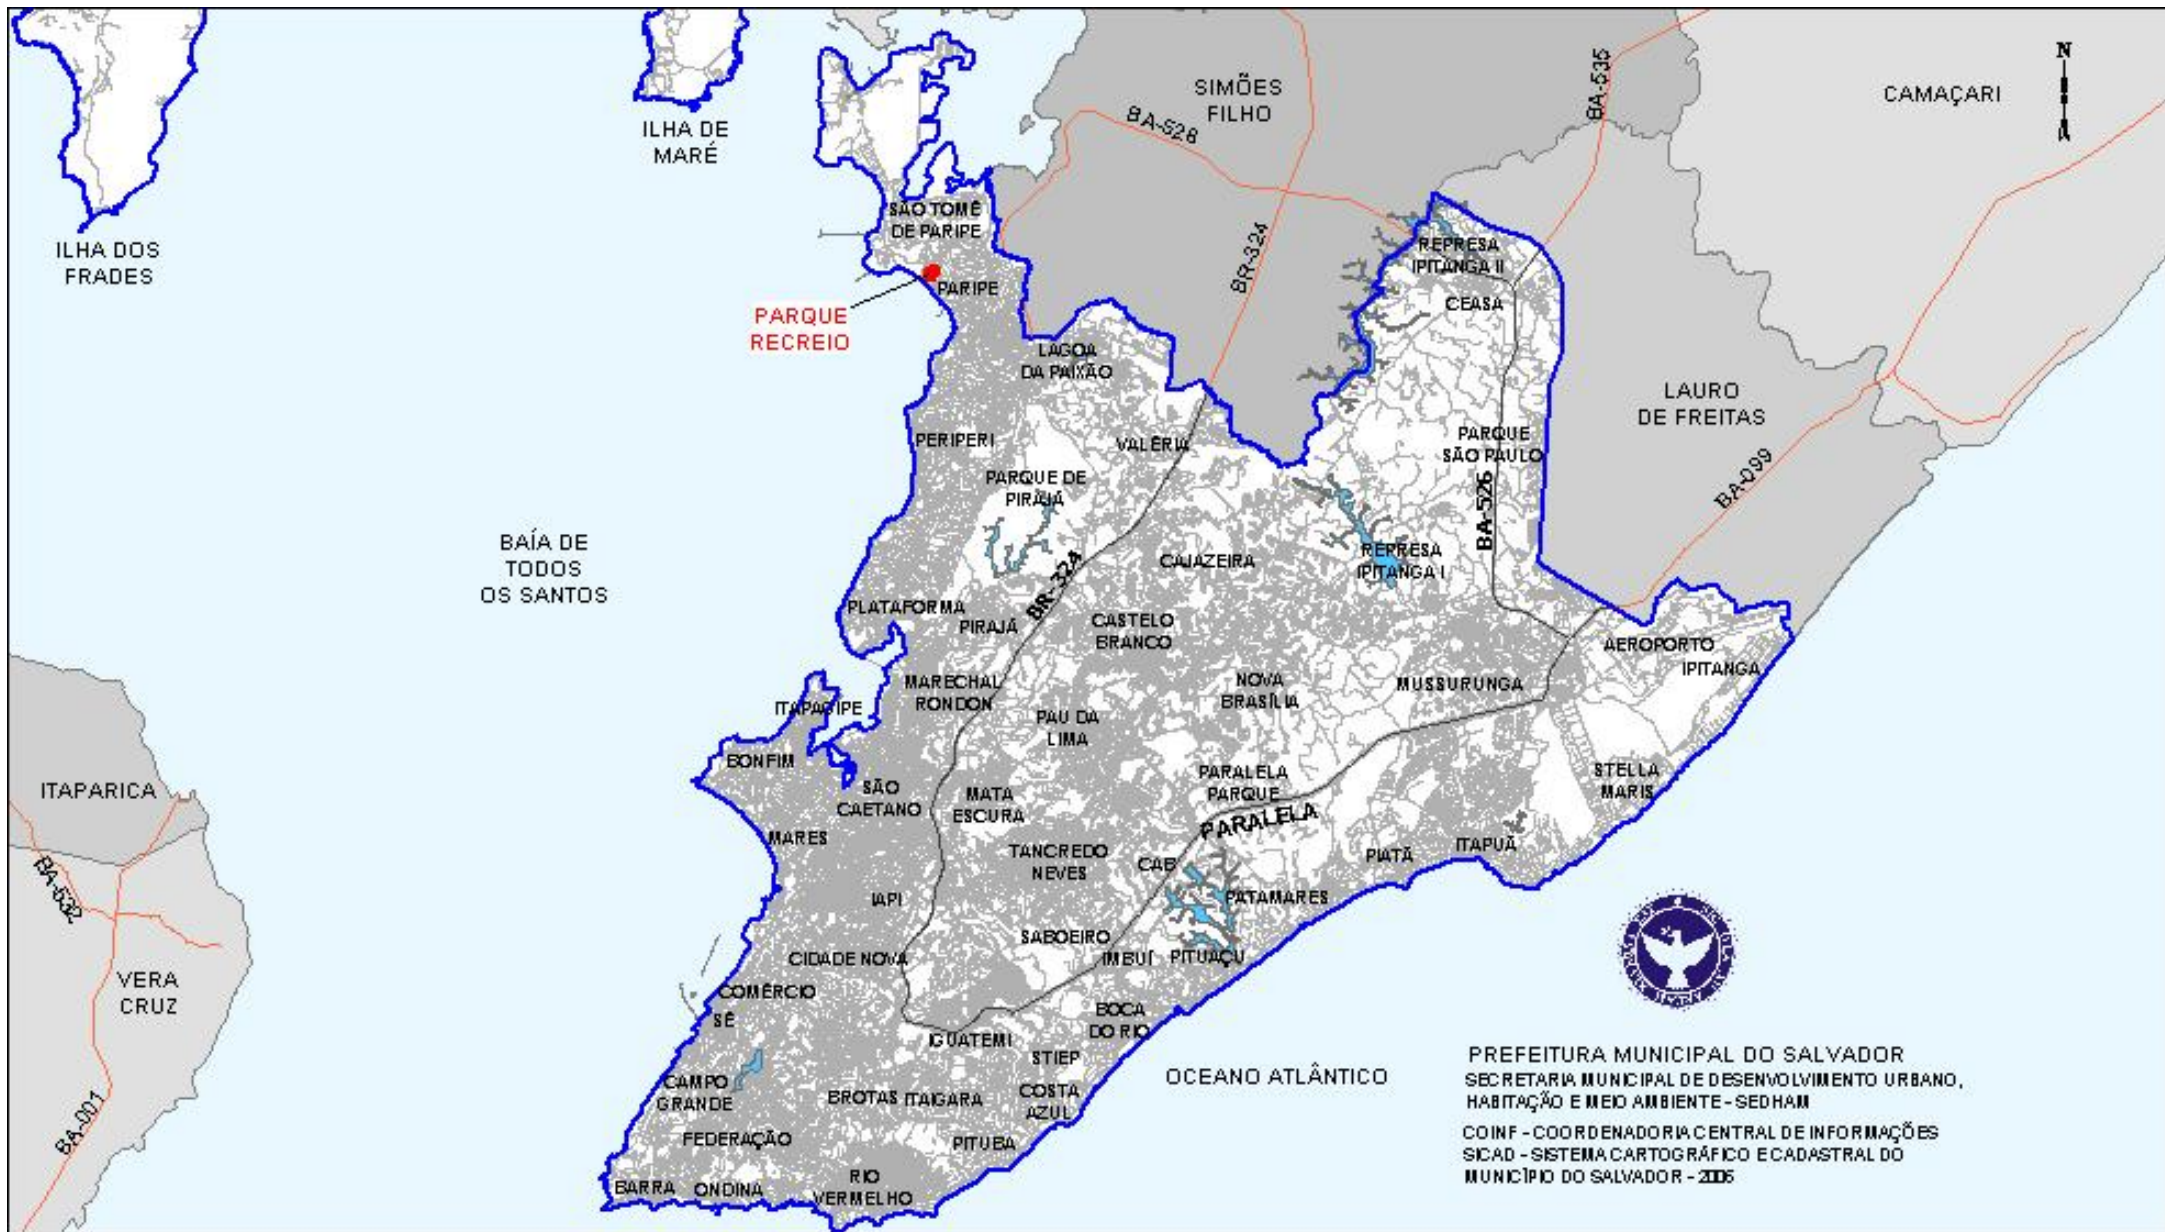 N
SIMÕES
FILHO
BA-535
CAMAÇARI
ILHA DE
MARÉ
BA-526
SÃO TOMÉ
DE PARIPE
ILHA DOS
FRADES
BR-324
REPRESA
IPITANGA II
PARIPE
CEASA
PARQUE
RECREIO
LAGOA
DA PAIXÃO
LAURO
DE FREITAS
PERIPERI
VALÉRIA
PARQUE
SÃO PAULO
BA-099
PARQUE DE
PIRAJÁ
BA-526
BAÍA DE
TODOS
OS SANTOS
CAJAZEIRA
REPRESA
IPITANGA I
BR-324
PLATAFORMA
PIRAJÁ
CASTELO
BRANCO
AEROPORTO
IPITANGA
MARECHAL
RONDON
NOVA
BRASÍLIA
MUSSURUNGA
ITAPAGIPE
PAU DA
LIMA
BONFIM
PARALELA
PARQUE
STELLA
MARIS
ITAPARICA
SÃO
CAETANO
MATA
ESCURA
PARALELA
MARES
ITAPUÃ
TANCREDO
NEVES
CAB
PIATÃ
BA-532
IAPI
PATAMARES
SABOEIRO
CIDADE NOVA
IMBUÍ
PITUAÇU
VERA
CRUZ
COMÉRCIO
SÉ
BOCA
DO RIO
IGUATEMI
STIEP
OCEANO ATLÂNTICO
CAMPO
GRANDE
BROTAS
ITAIGARA
COSTA
AZUL
BA-001
FEDERAÇÃO
PITUBA
BARRA
ONDINA
RIO
VERMELHO
PREFEITURA MUNICIPAL DO SALVADOR
SECRETARIA MUNICIPAL DE DESENVOLVIMENTO URBANO,
HABITAÇÃO E MEIO AMBIENTE - SEDHAM
COINF - COORDENADORIA CENTRAL DE INFORMAÇÕES
SICAD - SISTEMA CARTOGRÁFICO E CADASTRAL DO
MUNICÍPIO DO SALVADOR - 2006